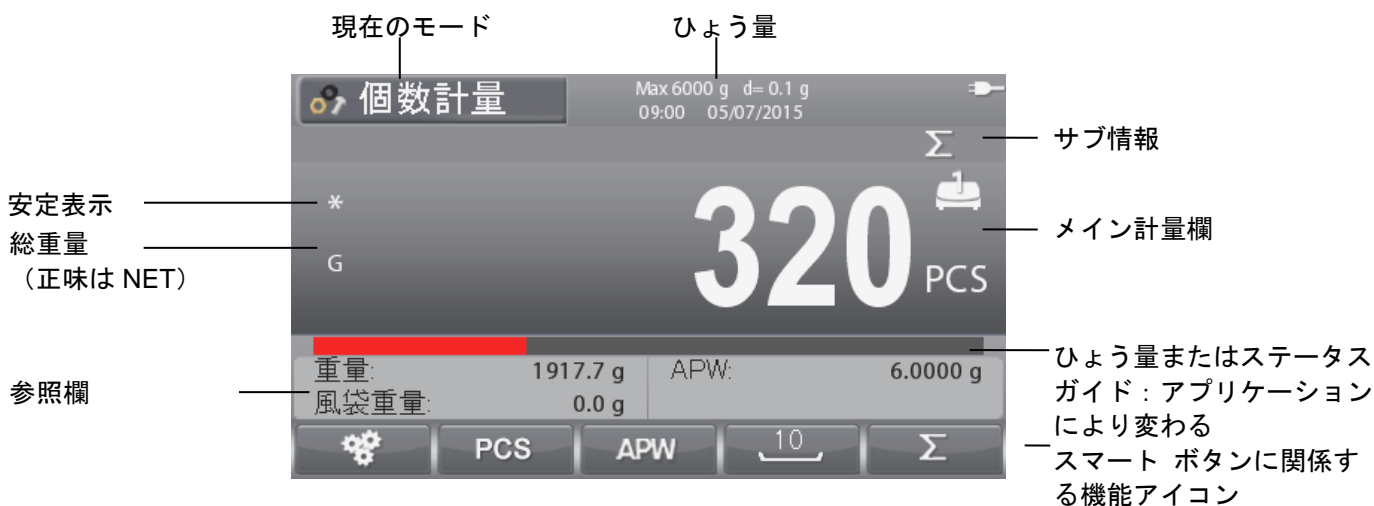 現在のモード
ひょう量
個数計量
Max 6000 g d= 0.1 g
09:00 05/07/2015
Σ
サブ情報
安定表示
*
1
総重量
（正味は NET）
G
320
PCS
メイン計量欄
参照欄
重量:
1917.7 g
APW:
6.0000 g
風袋重量:
0.0 g
ひょう量またはステータス
ガイド：アプリケーション
により変わる
PCS
APW
10
Σ
スマート ボタンに関係す
る機能アイコン